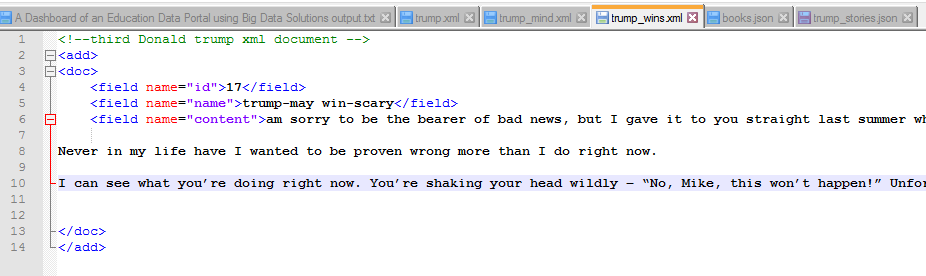 A Dashboard of an Education Data Portal using Big Data Solutions output.txt trump.xml trump_mind.xml trump_wins.xml books.json trump_stories.json
1 <!--third Donald trump xml document -->
2 <add>
3 <doc>
4 <field name="id">17</field>
5 <field name="name">trump-may win-scary</field>
6 <field name="content">am sorry to be the bearer of bad news, but I gave it to you straight last summer wh
7
8 Never in my life have I wanted to be proven wrong more than I do right now.
9
10 I can see what you’re doing right now. You’re shaking your head wildly – “No, Mike, this won’t happen!” Unfor
11
12
13 </doc>
14 </add>